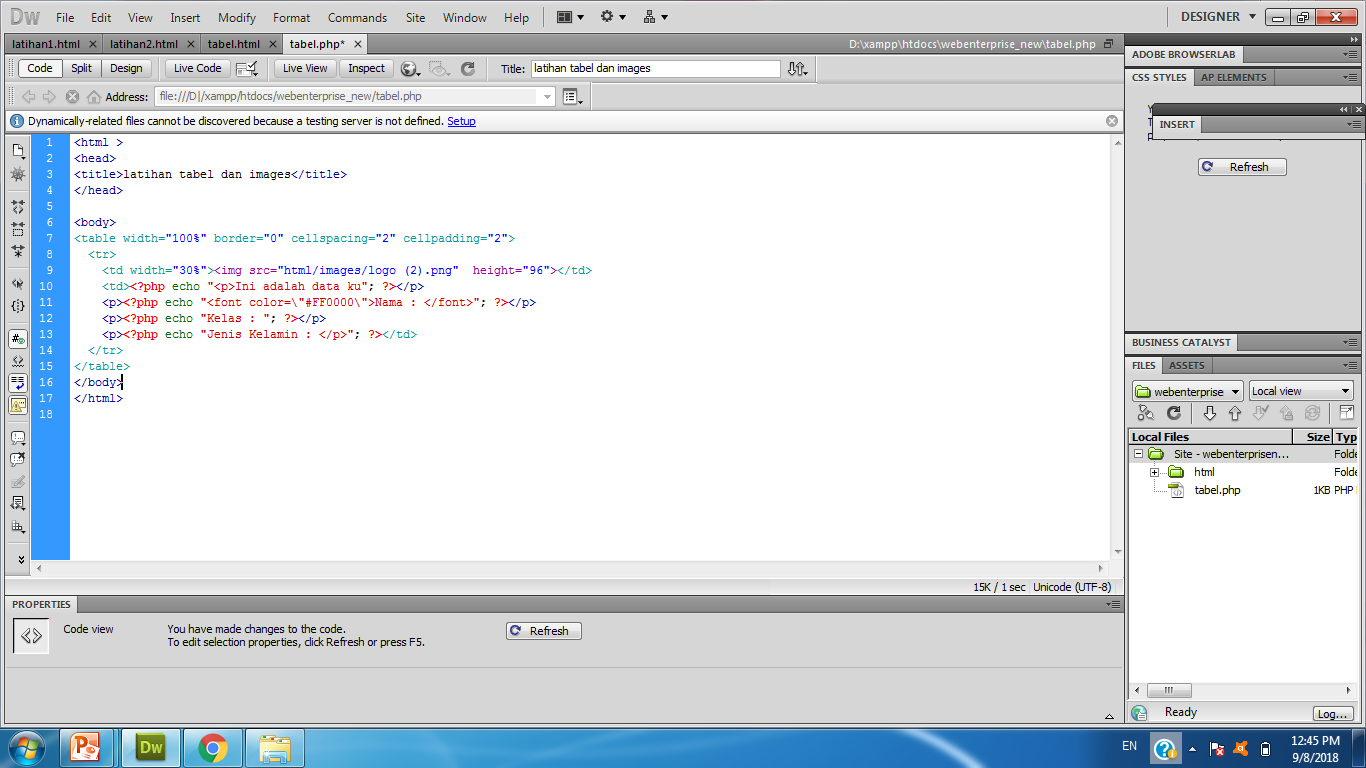 Dw File Edit View Insert Modify Format Commands Site Window Help DESIGNER
latihan1.html latihan2.html tabel.html tabel.php* D:\xampp\htdocs\webenterprise_new\tabel.php
Code Split Design Live Code Live View Inspect Title: latihan tabel dan images
Address: file:///D|/xampp/htdocs/webenterprise_new/tabel.php
Dynamically-related files cannot be discovered because a testing server is not defined. Setup
1 <html >
2 <head>
3 <title>latihan tabel dan images</title>
4 </head>
5
6 <body>
7 <table width="100%" border="0" cellspacing="2" cellpadding="2">
8 <tr>
9 <td width="30%"><img src="html/images/logo (2).png"  height="96"></td>
10 <td><?php echo "<p>Ini adalah data ku"; ?></p>
11 <p><?php echo "<font color=\"#FF0000\">Nama : </font>"; ?></p>
12 <p><?php echo "Kelas : "; ?></p>
13 <p><?php echo "Jenis Kelamin : </p>"; ?></td>
14 </tr>
15 </table>
16 </body>
17 </html>
18
15K / 1 sec Unicode (UTF-8)
PROPERTIES
Code view
You have made changes to the code.
To edit selection properties, click Refresh or press F5.
Refresh
ADOBE BROWSERLAB
CSS STYLES AP ELEMENTS
INSERT
Refresh
BUSINESS CATALYST
FILES ASSETS
webenterprise Local view
Local Files Size Typ
Site - webenterprisen... Folde
html Folde
tabel.php 1KB PHP
Ready Log...
EN 12:45 PM
9/8/2018